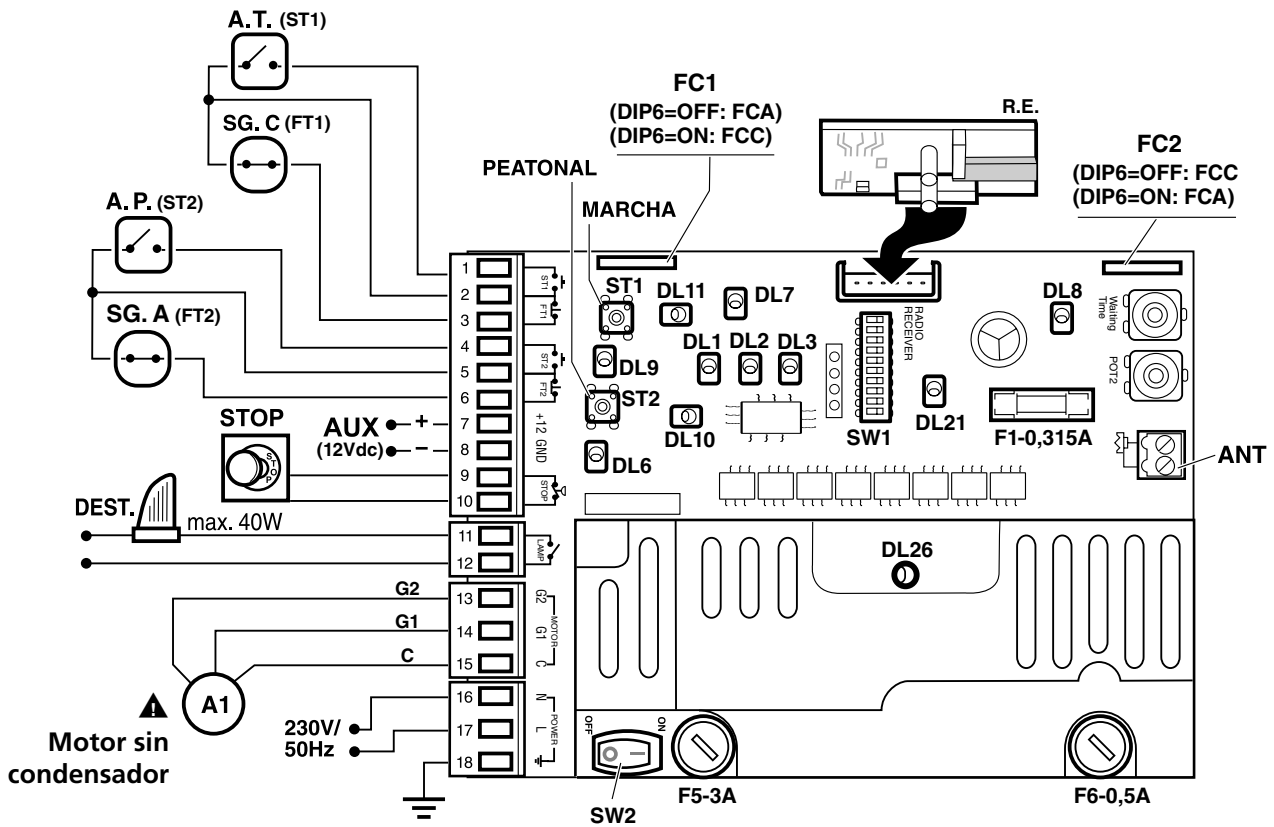 A.T. (ST1)
SG. C (FT1)
A. P. (ST2)
SG. A (FT2)
STOP
STOP
AUX + −
(12Vdc)
DEST.
max. 40W
G2
G1
C
A1
Motor sin
condensador
230V/
50Hz
PEATONAL
MARCHA
FC1
(DIP6=OFF: FCA)
(DIP6=ON: FCC)
R.E.
FC2
(DIP6=OFF: FCC
(DIP6=ON: FCA)
1
2
3
4
5
6
7
8
9
10
11
12
13
14
15
16
17
18
ST1
FT1
ST2
FT2
+12 GND
STOP
LAMP
G2
G1
C
MOTOR
N
L
POWER
ST1
DL11
DL7
DL9
DL1
DL2
DL3
ST2
DL10
DL6
SW1
RADIO
RECEIVER
DL21
DL8
Waiting
Time
POT2
F1-0,315A
ANT
DL26
OFF
ON
SW2
F5-3A
F6-0,5A